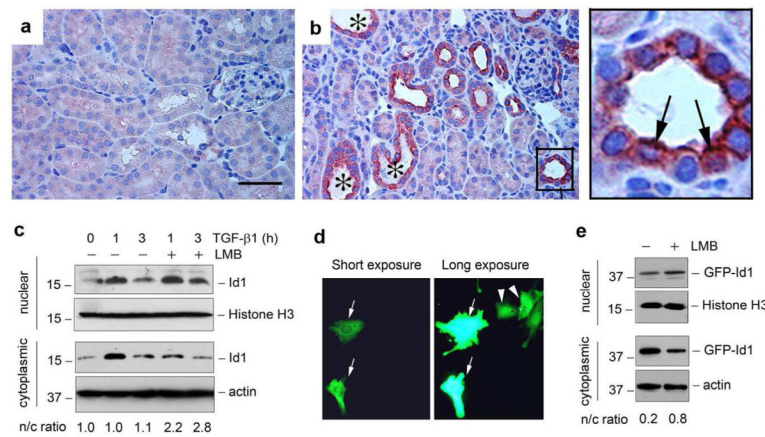 a
b
*
*
*
c
0 1 3 1 3 TGF-β1 (h)
+ + LMB
nuclear
15 – Id1
Histone H3
cytoplasmic
15 – Id1
37 – actin
n/c ratio 1.0 1.0 1.1 2.2 2.8
d
Short exposure Long exposure
e
– + LMB
nuclear
37 – GFP-Id1
15 – Histone H3
cytoplasmic
37 – GFP-Id1
37 – actin
n/c ratio 0.2 0.8